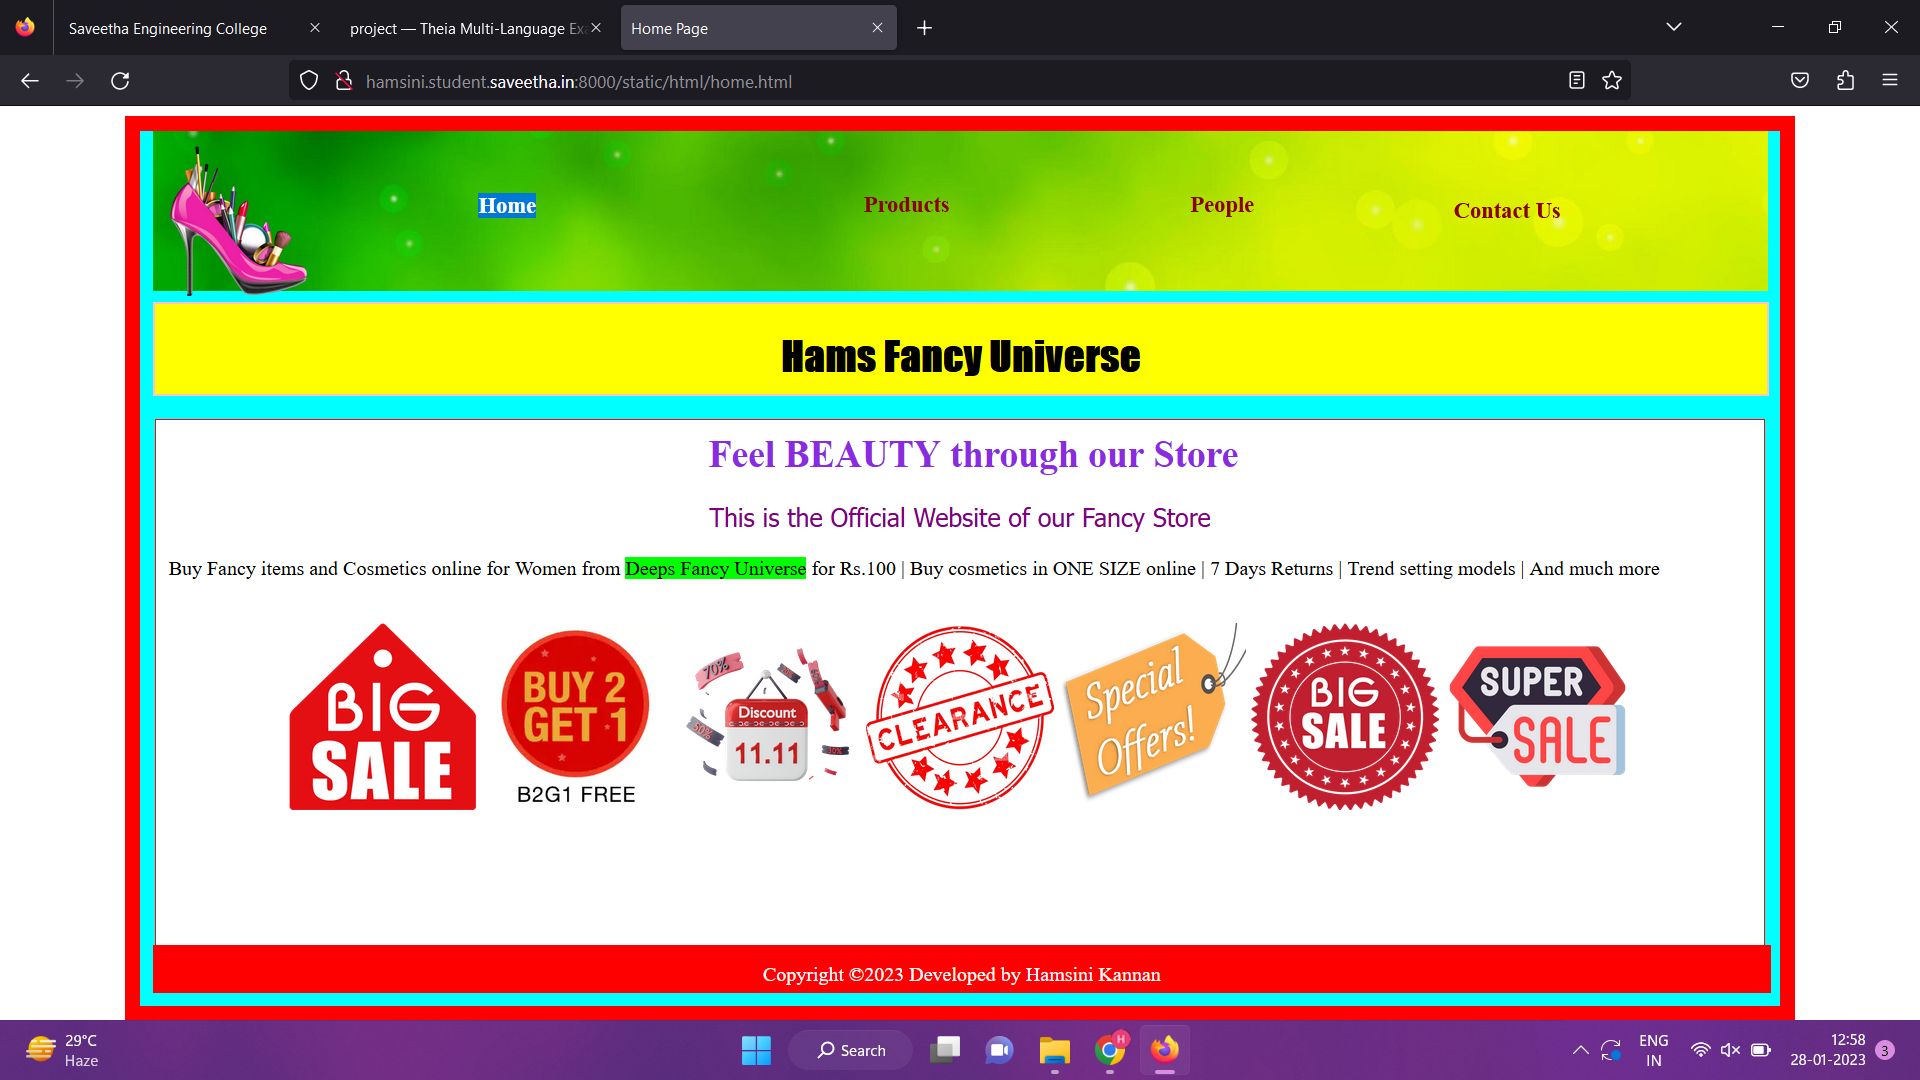 Saveetha Engineering College
project — Theia Multi-Language Ex
Home Page
hamsini.student.saveetha.in:8000/static/html/home.html
Home
Products
People
Contact Us
Hams Fancy Universe
Feel BEAUTY through our Store
This is the Official Website of our Fancy Store
Buy Fancy items and Cosmetics online for Women from Deeps Fancy Universe for Rs.100 | Buy cosmetics in ONE SIZE online | 7 Days Returns | Trend setting models | And much more
BIG
SALE
BUY 2
GET 1
B2G1 FREE
70%
50%
Discount
11.11
CLEARANCE
Special
Offers!
BIG
SALE
SUPER
SALE
Copyright ©2023 Developed by Hamsini Kannan
29°C
Haze
Search
H
ENG
IN
12:58
28-01-2023
3